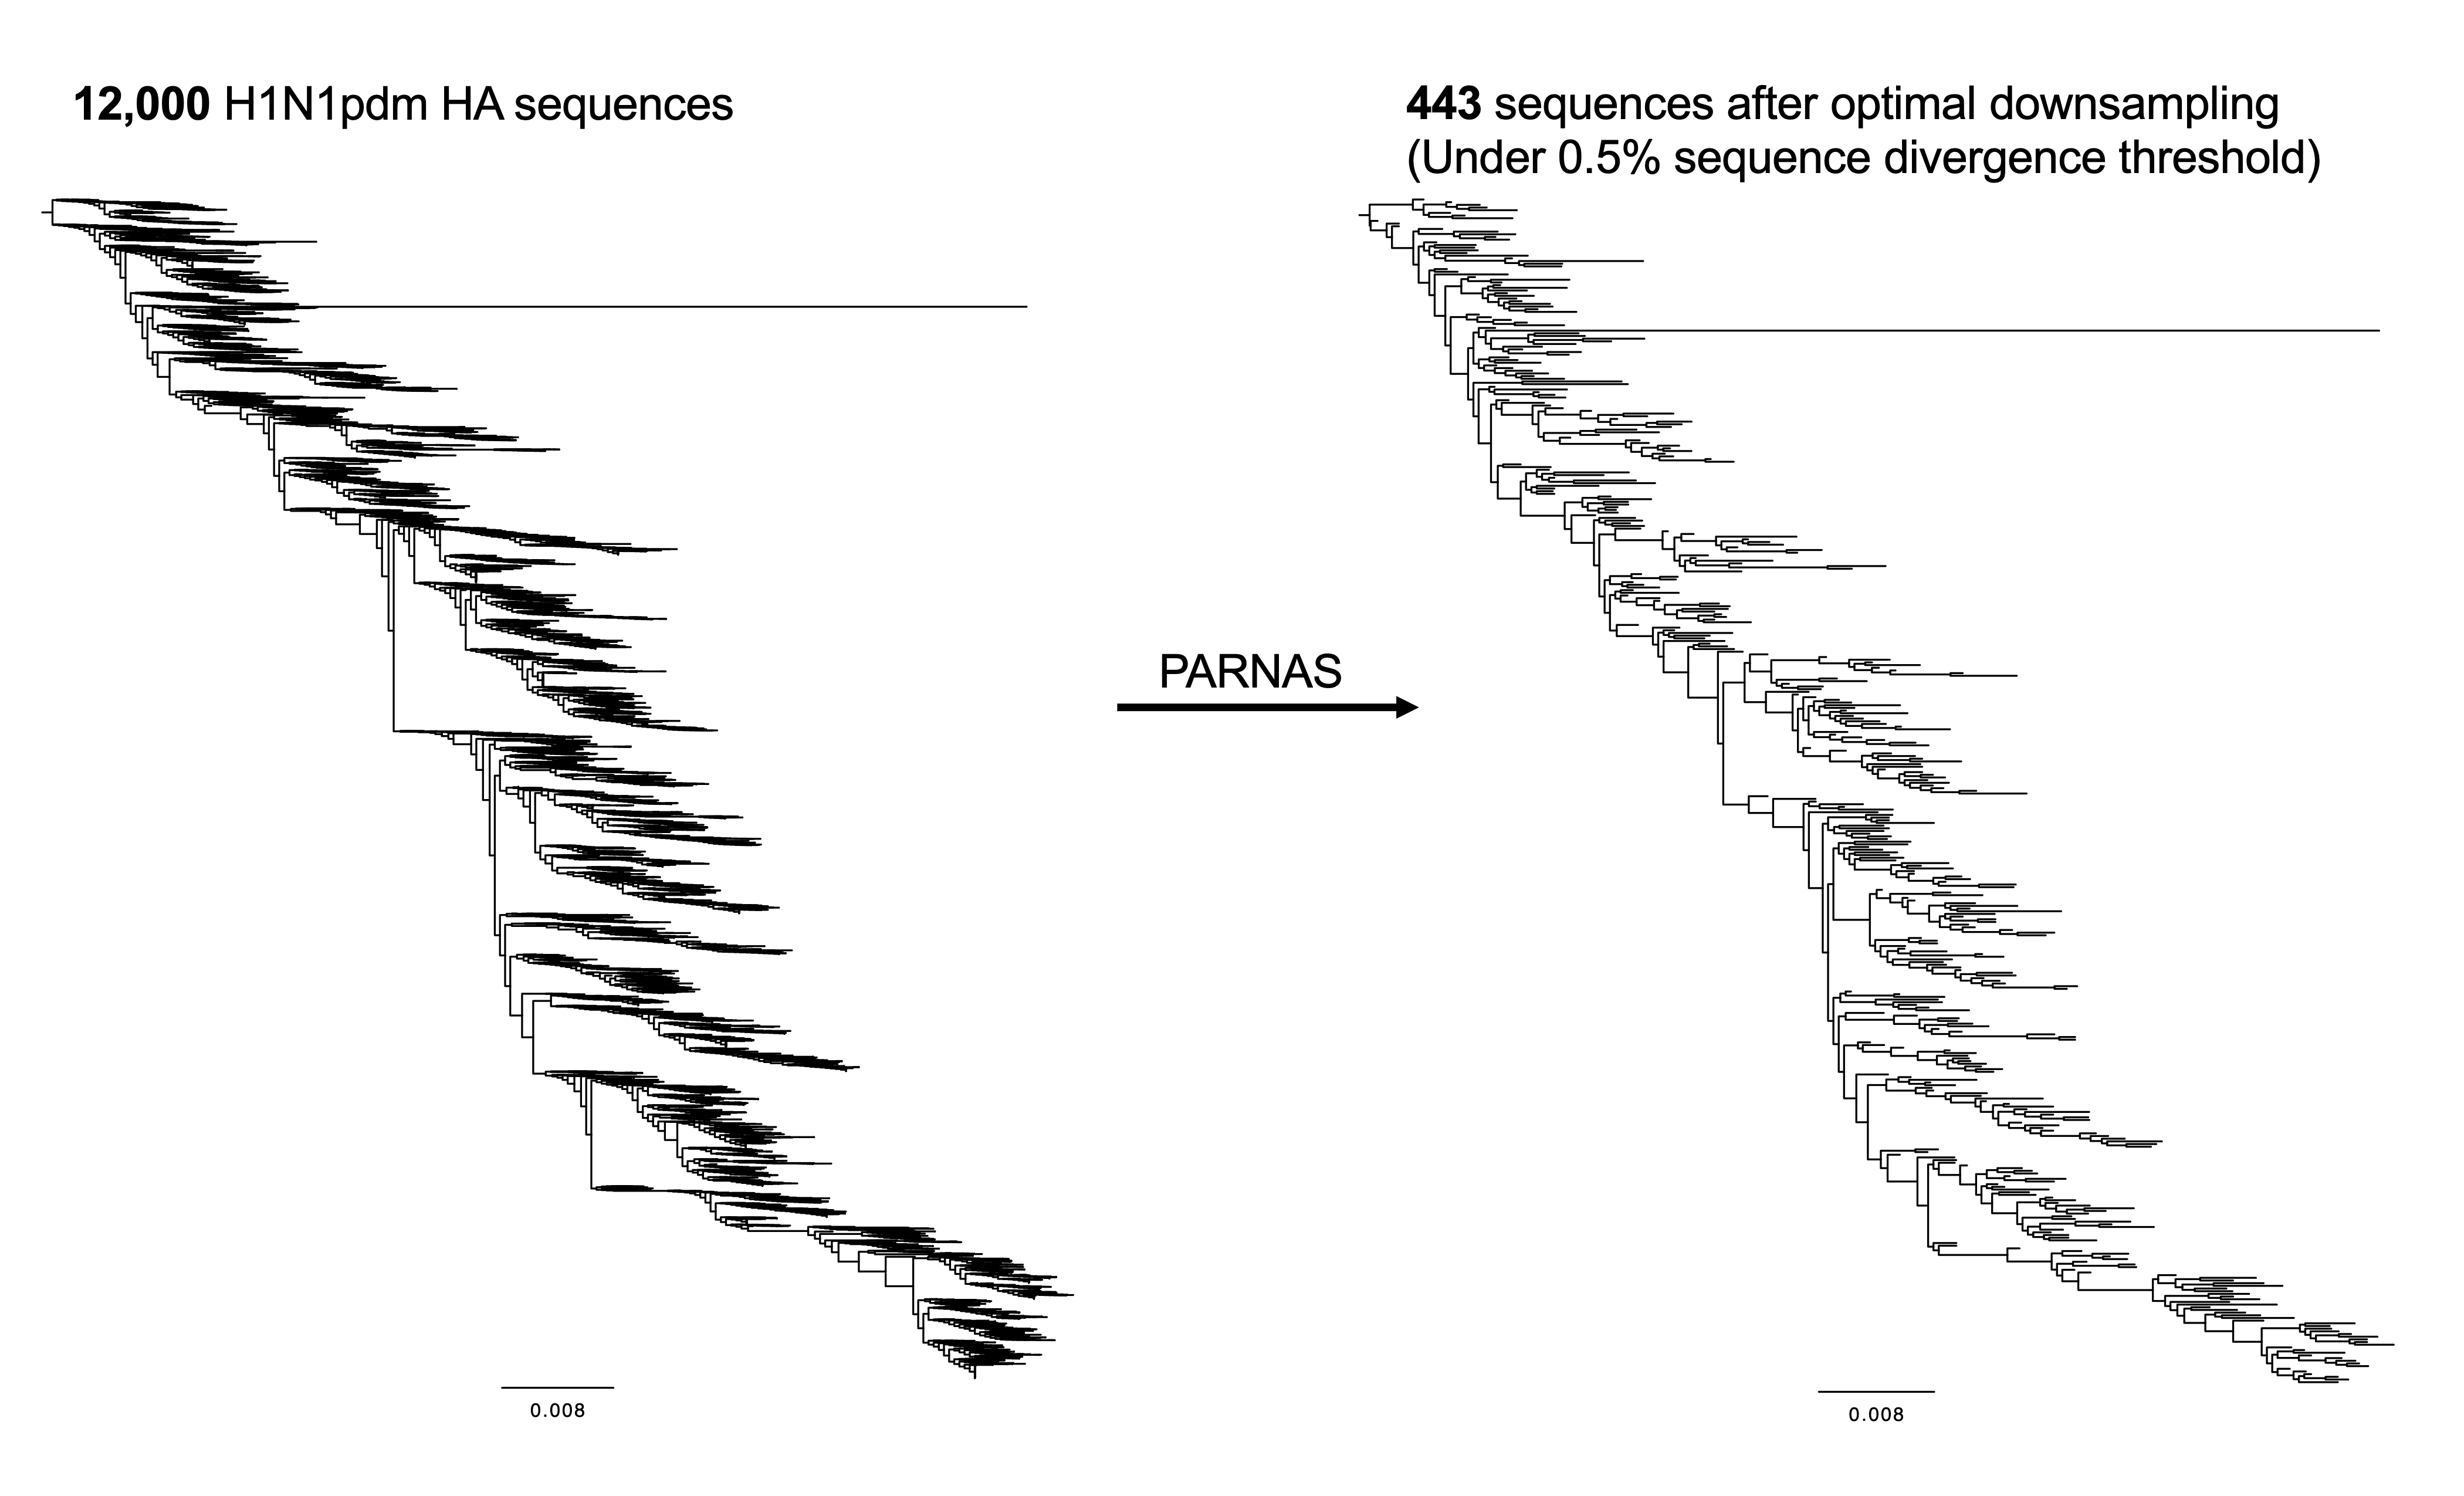 12,000 H1N1pdm HA sequences
443 sequences after optimal downsampling
(Under 0.5% sequence divergence threshold)
PARNAS
0.008
0.008